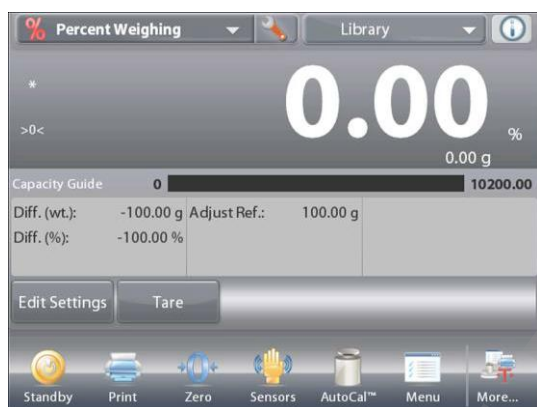 % Percent Weighing Library
*
>0<
0.00 %
0.00 g
Capacity Guide 0 10200.00
Diff. (wt.): -100.00 g Adjust Ref.: 100.00 g
Diff. (%): -100.00 %
Edit Settings Tare
Standby Print Zero Sensors AutoCal™ Menu More...